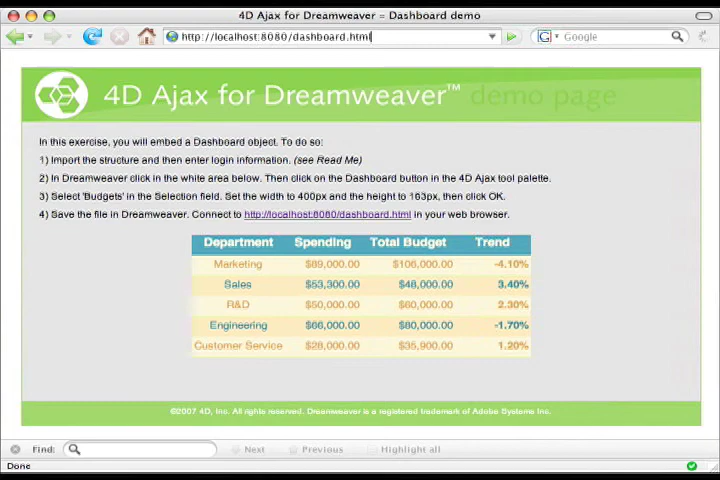 4D Ajax for Dreamweaver = Dashboard demo
http://localhost:8080/dashboard.html
Google
4D Ajax for Dreamweaver™ demo page
In this exercise, you will embed a Dashboard object. To do so:
1) Import the structure and then enter login information. (see Read Me)
2) In Dreamweaver click in the white area below. Then click on the Dashboard button in the 4D Ajax tool palette.
3) Select 'Budgets' in the Selection field. Set the width to 400px and the height to 163px, then click OK.
4) Save the file in Dreamweaver. Connect to http://localhost:8080/dashboard.html in your web browser.
Department Spending Total Budget Trend
Marketing $89,000.00 $106,000.00 -4.10%
Sales $53,300.00 $48,000.00 3.40%
R&D $50,000.00 $60,000.00 2.30%
Engineering $66,000.00 $80,000.00 -1.70%
Customer Service $28,000.00 $35,900.00 1.20%
©2007 4D, Inc. All rights reserved. Dreamweaver is a registered trademark of Adobe Systems Inc.
Find: Next Previous Highlight all
Done